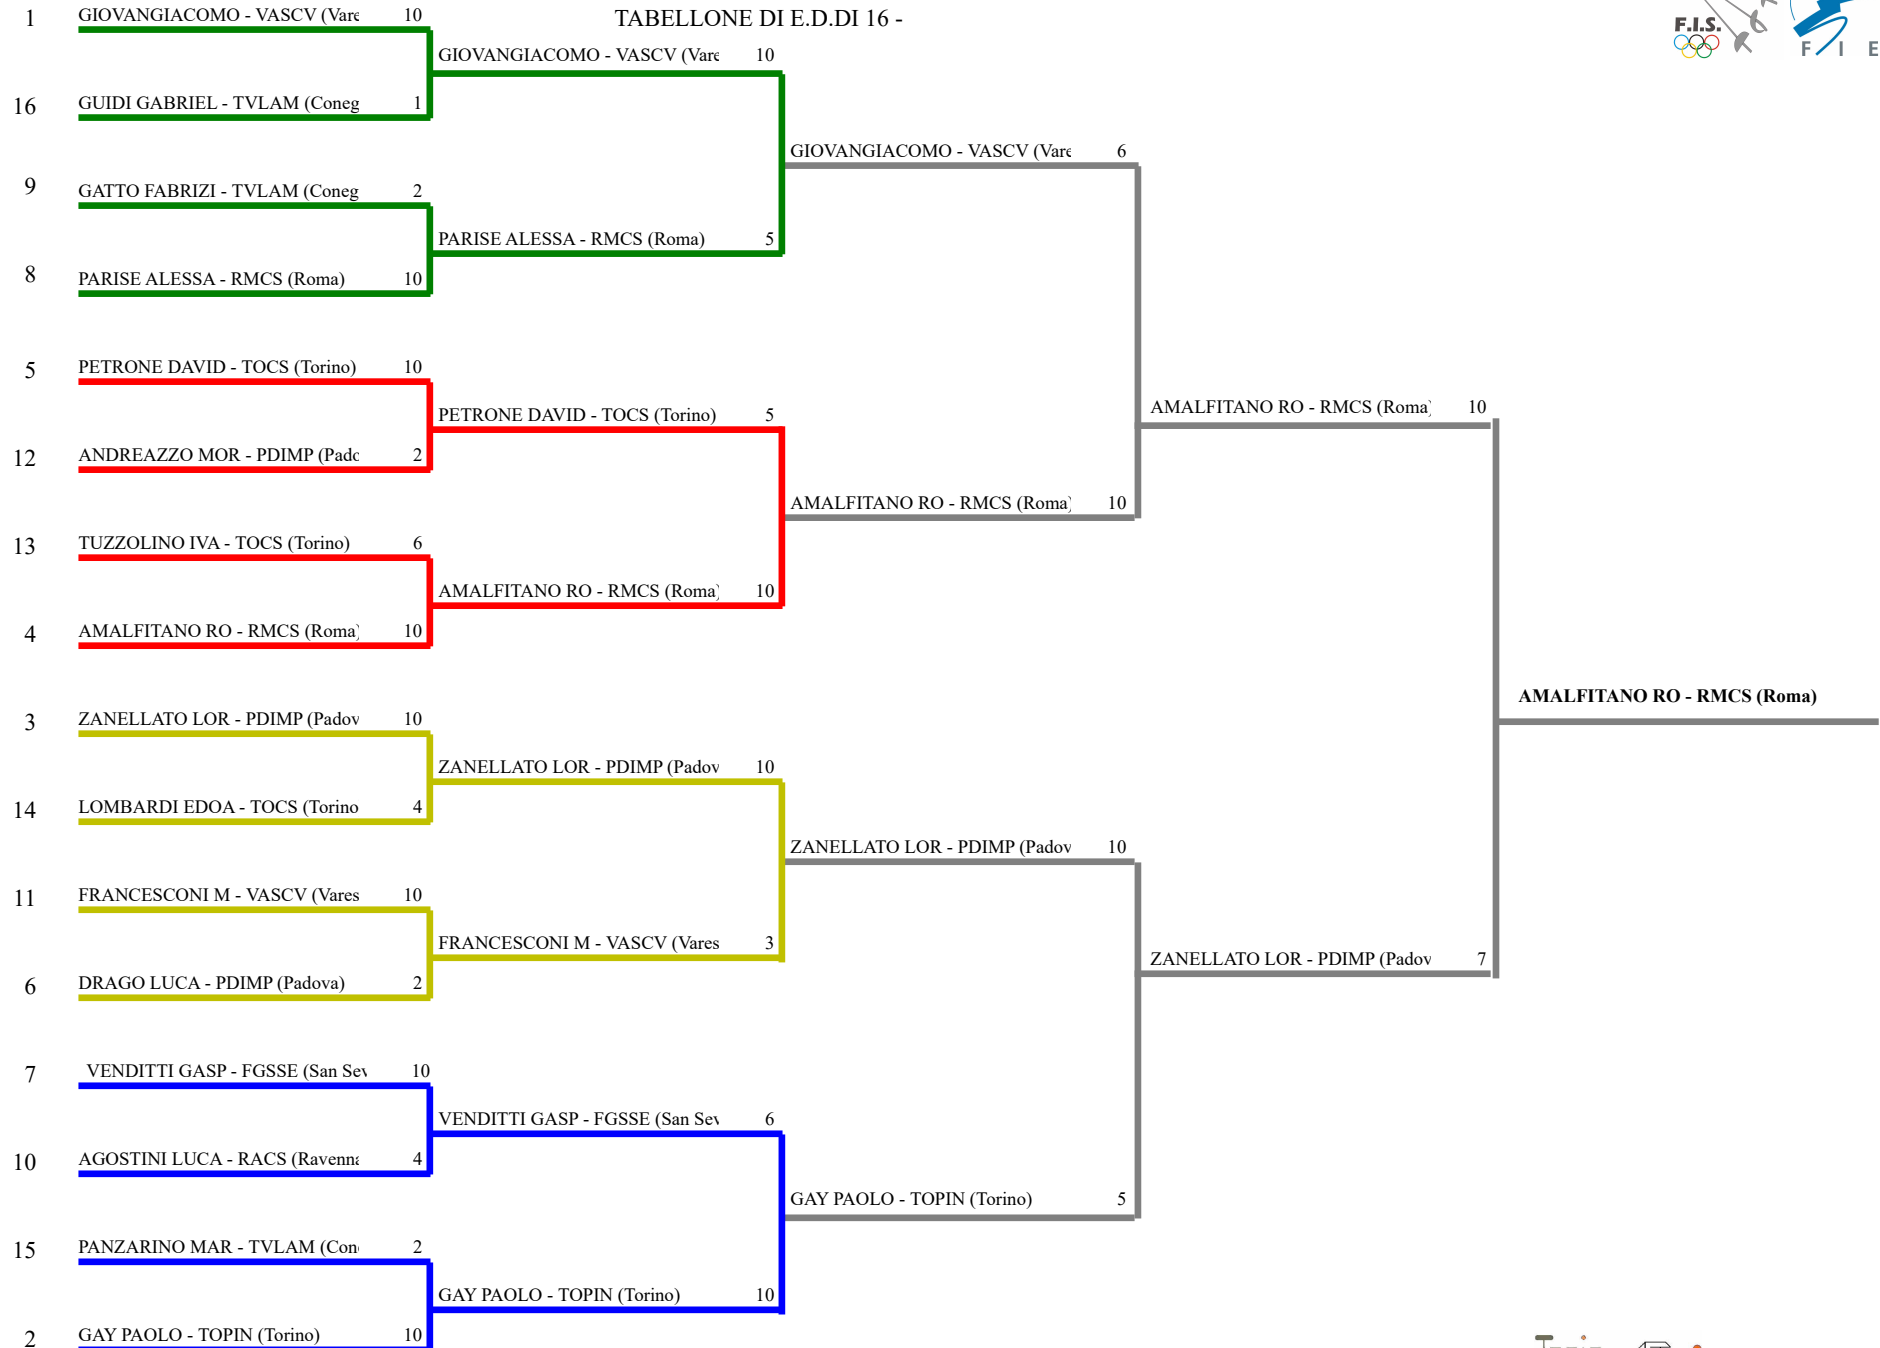 TABELLONE DI E.D.DI 16 -
F.I.S.
F I E
1 GIOVANGIACOMO - VASCV (Vare 10
GIOVANGIACOMO - VASCV (Vare 10
16 GUIDI GABRIEL - TVLAM (Coneg 1
GIOVANGIACOMO - VASCV (Vare 6
9 GATTO FABRIZI - TVLAM (Coneg 2
PARISE ALESSA - RMCS (Roma) 5
8 PARISE ALESSA - RMCS (Roma) 10
5 PETRONE DAVID - TOCS (Torino) 10
AMALFITANO RO - RMCS (Roma) 10
PETRONE DAVID - TOCS (Torino) 5
12 ANDREAZZO MOR - PDIMP (Pado 2
AMALFITANO RO - RMCS (Roma) 10
13 TUZZOLINO IVA - TOCS (Torino) 6
AMALFITANO RO - RMCS (Roma) 10
4 AMALFITANO RO - RMCS (Roma) 10
AMALFITANO RO - RMCS (Roma)
3 ZANELLATO LOR - PDIMP (Padov 10
ZANELLATO LOR - PDIMP (Padov 10
14 LOMBARDI EDOA - TOCS (Torino 4
ZANELLATO LOR - PDIMP (Padov 10
11 FRANCESCONI M - VASCV (Vares 10
FRANCESCONI M - VASCV (Vares 3
ZANELLATO LOR - PDIMP (Padov 7
6 DRAGO LUCA - PDIMP (Padova) 2
7 VENDITTI GASP - FGSSE (San Sev 10
VENDITTI GASP - FGSSE (San Sev 6
10 AGOSTINI LUCA - RACS (Ravenna 4
GAY PAOLO - TOPIN (Torino) 5
15 PANZARINO MAR - TVLAM (Con 2
GAY PAOLO - TOPIN (Torino) 10
2 GAY PAOLO - TOPIN (Torino) 10